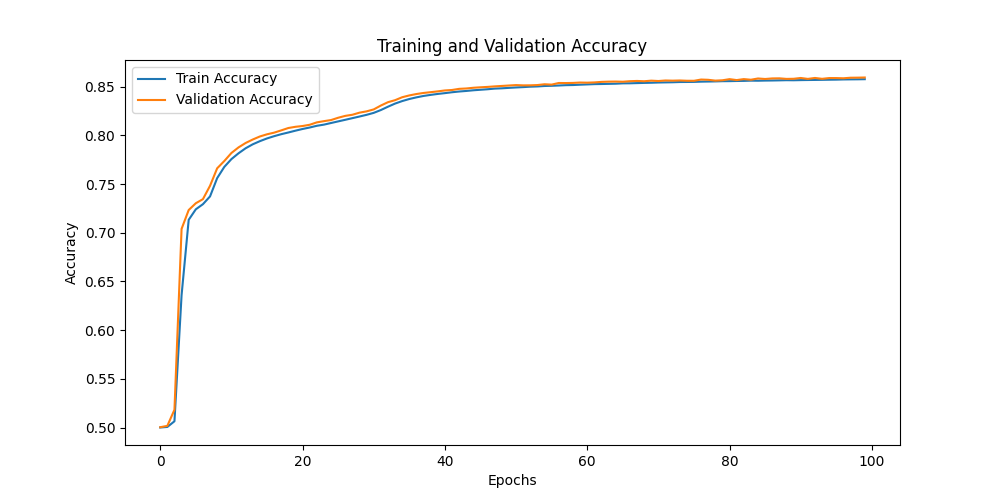 Training and Validation Accuracy
Train Accuracy
Validation Accuracy
0.85
0.80
0.75
0.70
0.65
0.60
0.55
0.50
Accuracy
0 20 40 60 80 100
Epochs